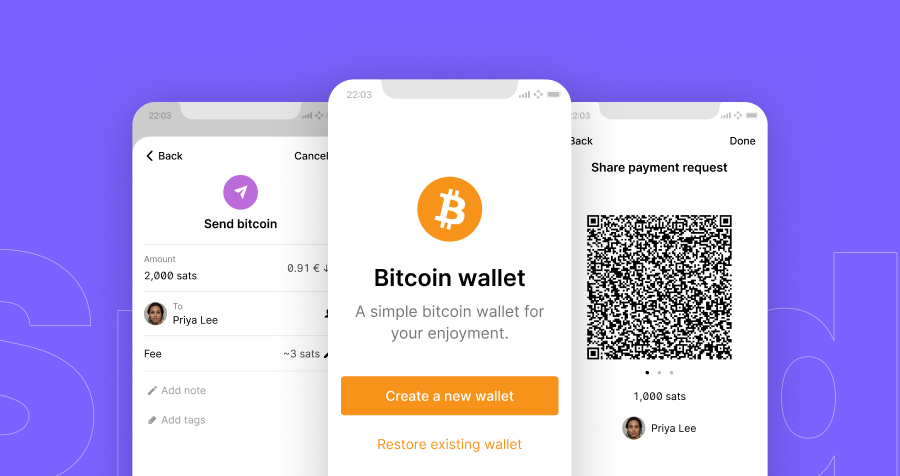 22:03
Back
Cancel
Send bitcoin
Amount
2,000 sats
0.91 €
To
Priya Lee
Fee
~3 sats
Add note
Add tags
22:03
Bitcoin wallet
A simple bitcoin wallet for
your enjoyment.
Create a new wallet
Restore existing wallet
22:03
Back
Done
Share payment request
1,000 sats
Priya Lee